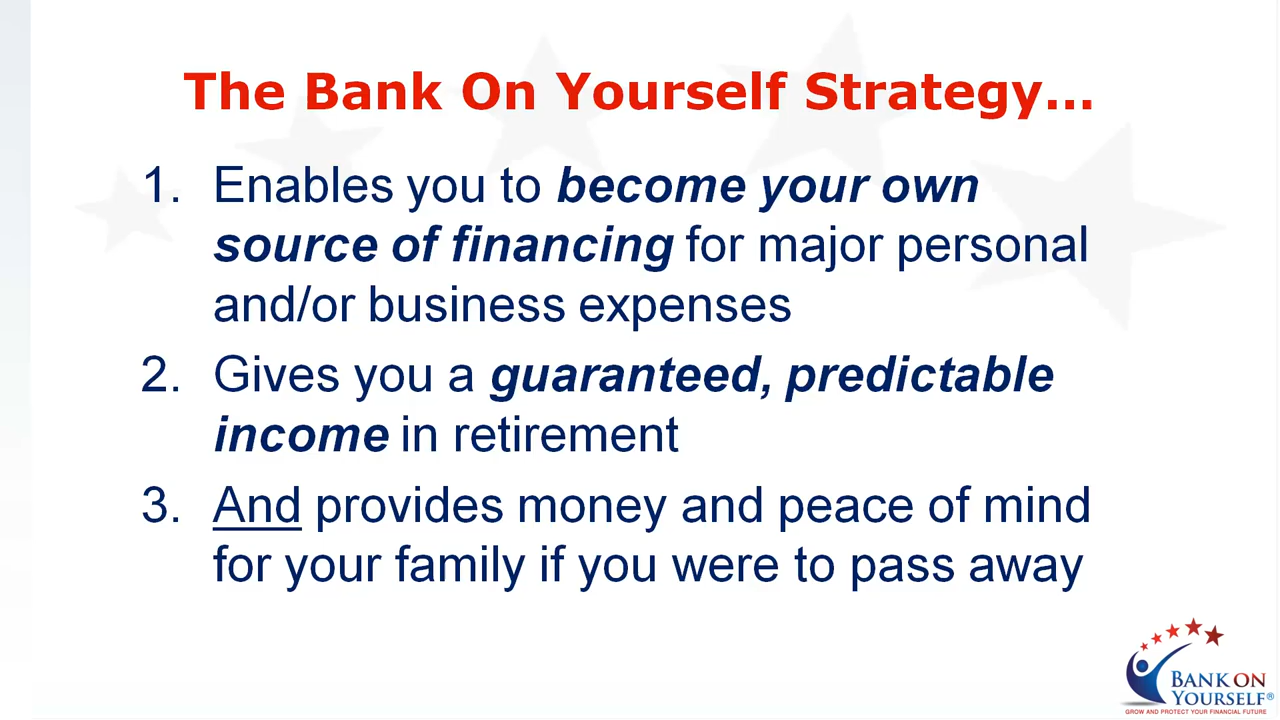 The Bank On Yourself Strategy...
1. Enables you to become your own
source of financing for major personal
and/or business expenses
2. Gives you a guaranteed, predictable
income in retirement
3. And provides money and peace of mind
for your family if you were to pass away
BANK ON
YOURSELF®
GROW AND PROTECT YOUR FINANCIAL FUTURE